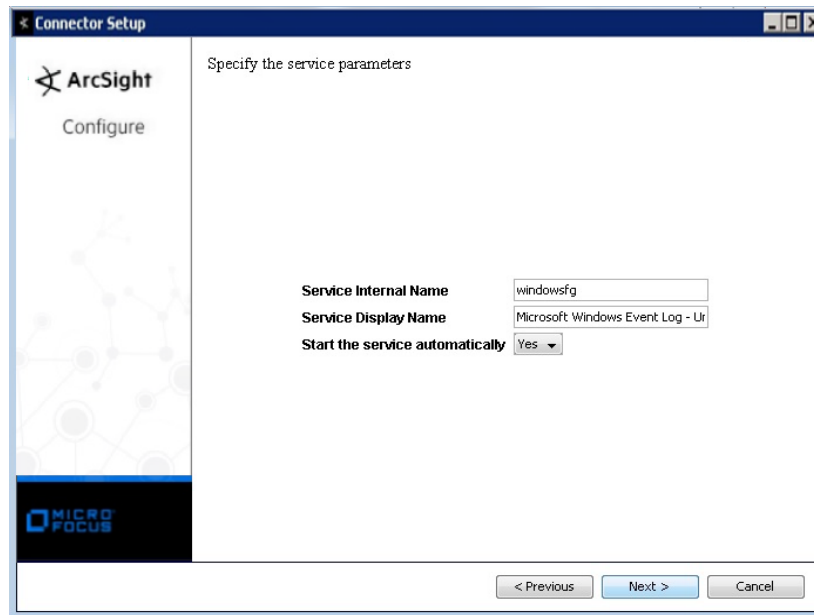 Connector Setup
ArcSight
Configure
Specify the service parameters
Service Internal Name windowsfg
Service Display Name Microsoft Windows Event Log - Ur
Start the service automatically Yes
MICRO
FOCUS
< Previous Next > Cancel